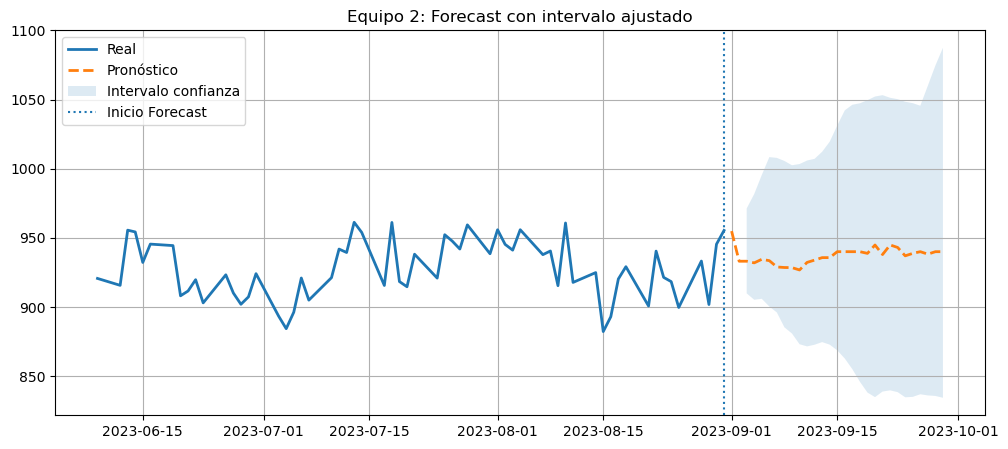 Equipo 2: Forecast con intervalo ajustado
Real
Pronóstico
Intervalo confianza
Inicio Forecast
1100
1050
1000
950
900
850
2023-06-15
2023-07-01
2023-07-15
2023-08-01
2023-08-15
2023-09-01
2023-09-15
2023-10-01